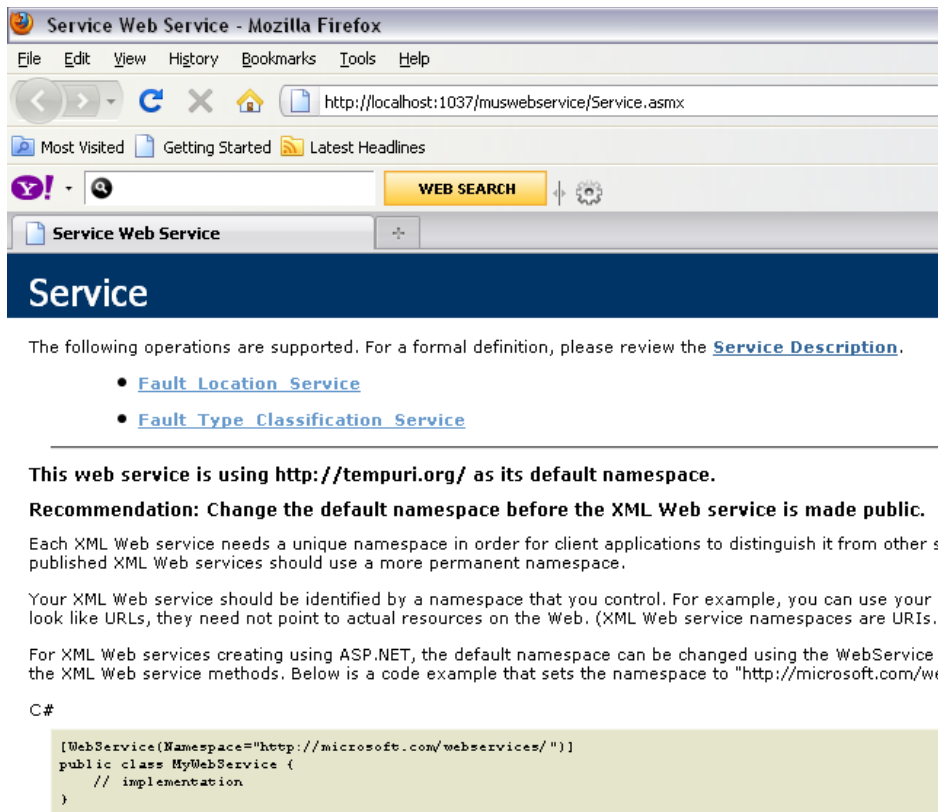 Service Web Service - Mozilla Firefox
File Edit View History Bookmarks Tools Help
http://localhost:1037/muswebservice/Service.asmx
Most Visited Getting Started Latest Headlines
Y! WEB SEARCH
Service Web Service
Service
The following operations are supported. For a formal definition, please review the Service Description.
Fault_Location_Service
Fault_Type_Classification_Service
This web service is using http://tempuri.org/ as its default namespace.
Recommendation: Change the default namespace before the XML Web service is made public.
Each XML Web service needs a unique namespace in order for client applications to distinguish it from other s
published XML Web services should use a more permanent namespace.
Your XML Web service should be identified by a namespace that you control. For example, you can use your
look like URLs, they need not point to actual resources on the Web. (XML Web service namespaces are URIs.
For XML Web services creating using ASP.NET, the default namespace can be changed using the WebService
the XML Web service methods. Below is a code example that sets the namespace to "http://microsoft.com/we
C#
[WebService(Namespace="http://microsoft.com/webservices/")]
public class MyWebService {
// implementation
}